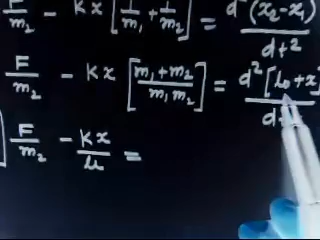 F/m₂ - Kx [1/m₁ + 1/m₂] = d²(x₂-x₁)/dt²
F/m₂ - Kx [m₁+m₂/m₁m₂] = d²[l₀+x]/dt²
] F/m₂ - Kx/μ =